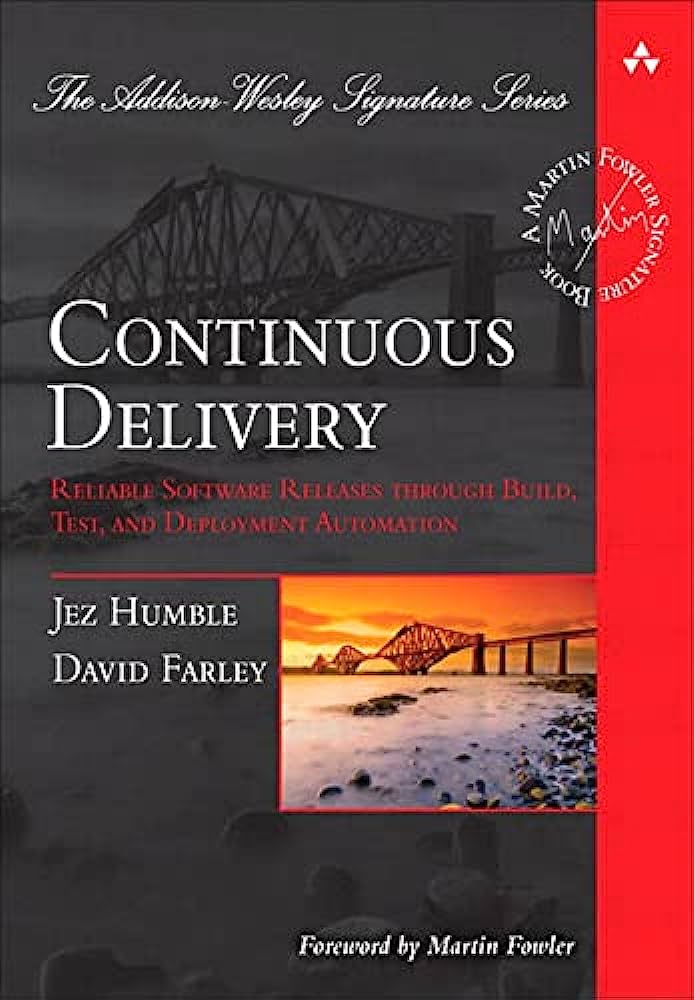 The Addison-Wesley Signature Series
A MARTIN FOWLER SIGNATURE BOOK
Martin
CONTINUOUS
DELIVERY
RELIABLE SOFTWARE RELEASES THROUGH BUILD,
TEST, AND DEPLOYMENT AUTOMATION
JEZ HUMBLE
DAVID FARLEY
Foreword by Martin Fowler